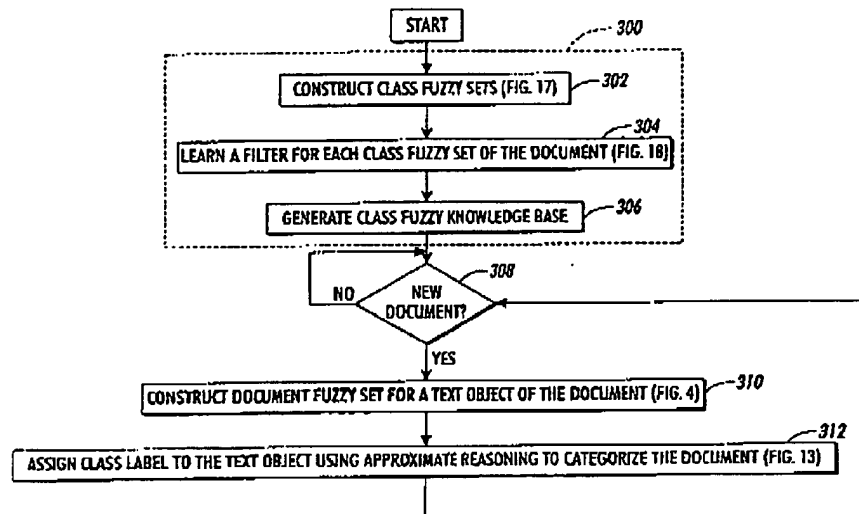 START
300
CONSTRUCT CLASS FUZZY SETS (FIG. 17)
302
304
LEARN A FILTER FOR EACH CLASS FUZZY SET OF THE DOCUMENT (FIG. 18)
GENERATE CLASS FUZZY KNOWLEDGE BASE
306
308
NEW
DOCUMENT?
NO
YES
CONSTRUCT DOCUMENT FUZZY SET FOR A TEXT OBJECT OF THE DOCUMENT (FIG. 4)
310
312
ASSIGN CLASS LABEL TO THE TEXT OBJECT USING APPROXIMATE REASONING TO CATEGORIZE THE DOCUMENT (FIG. 13)